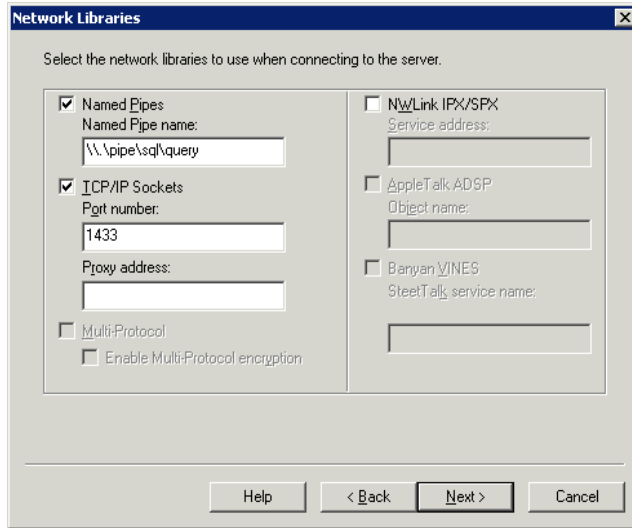 Network Libraries
Select the network libraries to use when connecting to the server.
Named Pipes
Named Pipe name:
\\.\pipe\sql\query
TCP/IP Sockets
Port number:
1433
Proxy address:
Multi-Protocol
Enable Multi-Protocol encryption
NWLink IPX/SPX
Service address:
AppleTalk ADSP
Object name:
Banyan VINES
SteetTalk service name:
Help
< Back
Next >
Cancel